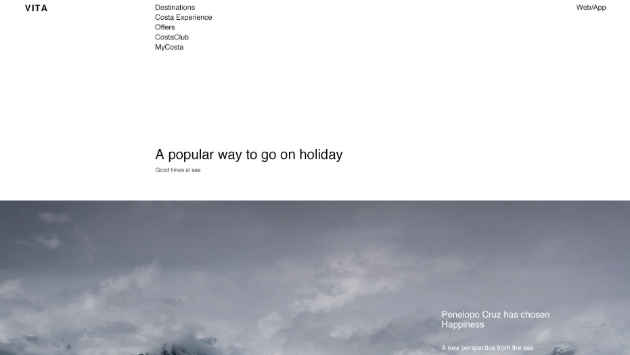 VITA
Destinations
Costa Experience
Offers
CostaClub
MyCosta
Web/App
A popular way to go on holiday
Good times at sea
Penelopo Cruz has chosen
Happiness
A new perspective from the sea